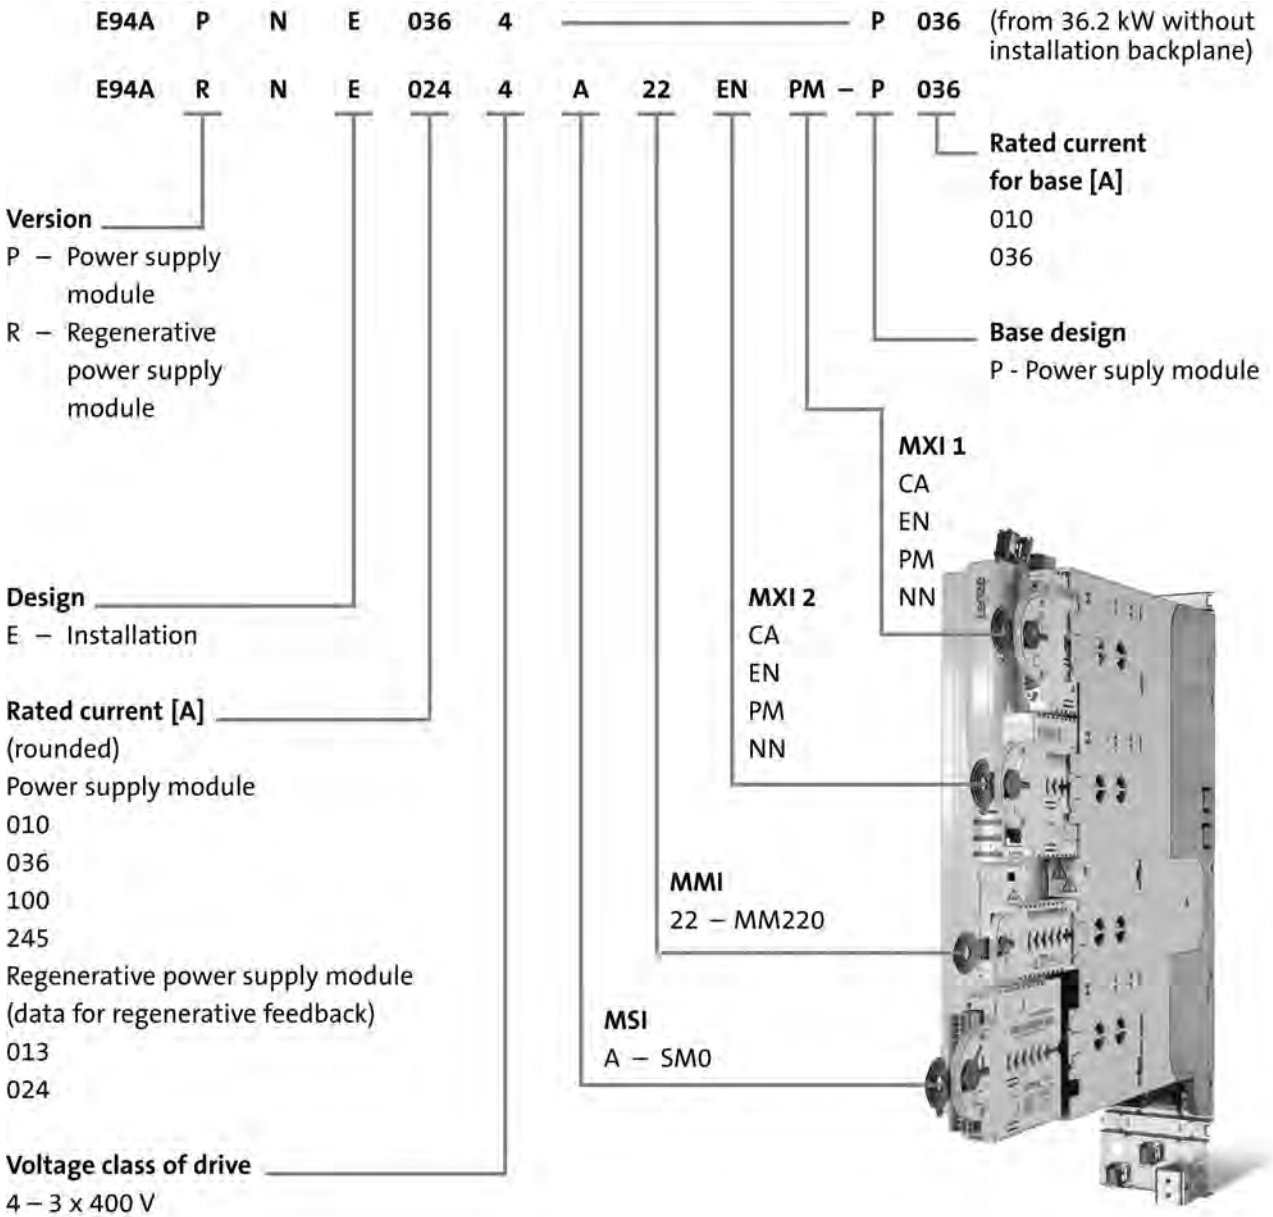 E94A P N E 036 4 P 036 (from 36.2 kW without
installation backplane)
E94A R N E 024 4 A 22 EN PM – P 036
Rated current
for base [A]
010
036
Version
P – Power supply
module
R – Regenerative
power supply
module
Base design
P - Power suply module
MXI 1
CA
EN
PM
NN
Design
E – Installation
MXI 2
CA
EN
PM
NN
Rated current [A]
(rounded)
Power supply module
010
036
100
245
Regenerative power supply module
(data for regenerative feedback)
013
024
MMI
22 – MM220
MSI
A – SM0
Voltage class of drive
4 – 3 x 400 V
Lenze